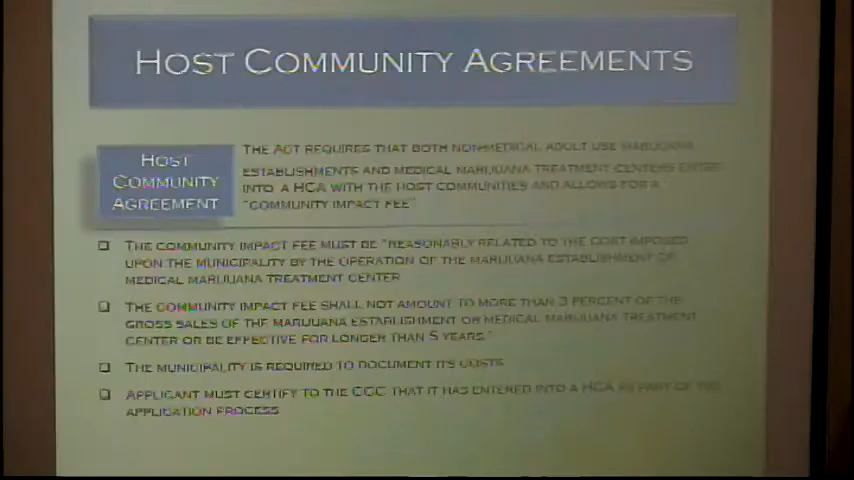 HOST COMMUNITY AGREEMENTS
HOST
COMMUNITY
AGREEMENT
THE ACT REQUIRES THAT BOTH NON-MEDICAL ADULT USE MARIJUANA
ESTABLISHMENTS AND MEDICAL MARIJUANA TREATMENT CENTERS ENTER
INTO A HCA WITH THE HOST COMMUNITIES AND ALLOWS FOR A
"COMMUNITY IMPACT FEE"
THE COMMUNITY IMPACT FEE MUST BE "REASONABLY RELATED TO THE COST IMPOSED
UPON THE MUNICIPALITY BY THE OPERATION OF THE MARIJUANA ESTABLISHMENT OR
MEDICAL MARIJUANA TREATMENT CENTER
THE COMMUNITY IMPACT FEE SHALL NOT AMOUNT TO MORE THAN 3 PERCENT OF THE
GROSS SALES OF THE MARIJUANA ESTABLISHMENT OR MEDICAL MARIJUANA TREATMENT
CENTER OR BE EFFECTIVE FOR LONGER THAN 5 YEARS."
THE MUNICIPALITY IS REQUIRED TO DOCUMENT ITS COSTS
APPLICANT MUST CERTIFY TO THE CCC THAT IT HAS ENTERED INTO A HCA AS PART OF THE
APPLICATION PROCESS